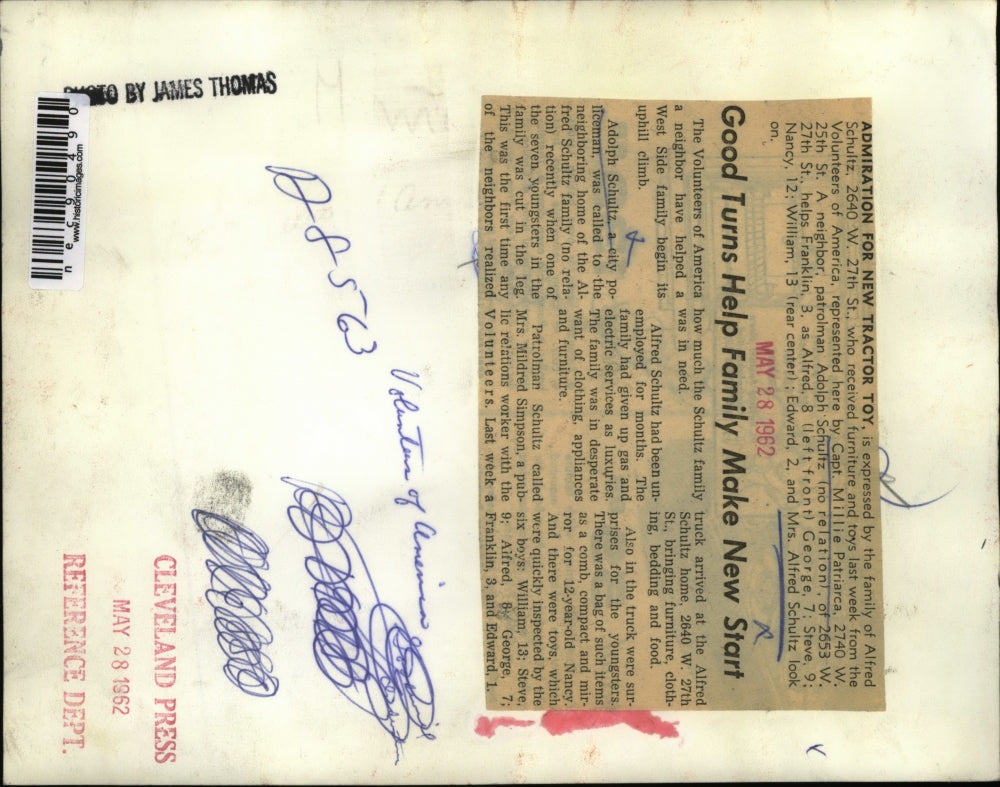 PHOTO BY JAMES THOMAS
n e c 9 0 4 9 0
www.historicimages.com
ADMIRATION FOR NEW TRACTOR TOY, is expressed by the family of Alfred
Schultz, 2640 W. 27th St., who received furniture and toys last week from the
Volunteers of America, represented here by Capt. Millie Patriarca, 2740 W.
25th St. A neighbor, patrolman Adolph Schultz (no relation), of 2653 W.
27th St., helps Franklin, 3, as Alfred, 8 (left front) George, 7; Steve, 9;
Nancy, 12; William, 13 (rear center); Edward, 2, and Mrs. Alfred Schultz look
on.
MAY 28 1962
Good Turns Help Family Make New Start
The Volunteers of America
a neighbor have helped a
West Side family begin its
uphill climb.
Adolph Schultz, a city po-
liceman, was called to the
neighboring home of the Al-
fred Schultz family (no rela-
tion) recently when one of
the seven youngsters in the
family was cut in the leg.
This was the first time any
of the neighbors realized
how much the Schultz family
was in need.
Alfred Schultz had been un-
employed for months. The
family had given up gas and
electric services as luxuries.
The family was in desperate
want of clothing, appliances
and furniture.
Patrolman Schultz called
Mrs. Mildred Simpson, a pub-
lic relations worker with the
Volunteers. Last week a
truck arrived at the Alfred
Schultz home, 2640 W. 27th
St., bringing furniture, cloth-
ing, bedding and food.
Also in the truck were sur-
prises for the youngsters.
There was a bag of such items
as a comb, compact and mir-
ror for 12-year-old Nancy.
And there were toys, which
were quickly inspected by the
six boys: William, 13; Steve,
9; Alfred, 8; George, 7;
Franklin, 3, and Edward, 1.
Volunteers of America
CLEVELAND PRESS
MAY 28 1962
REFERENCE DEPT.